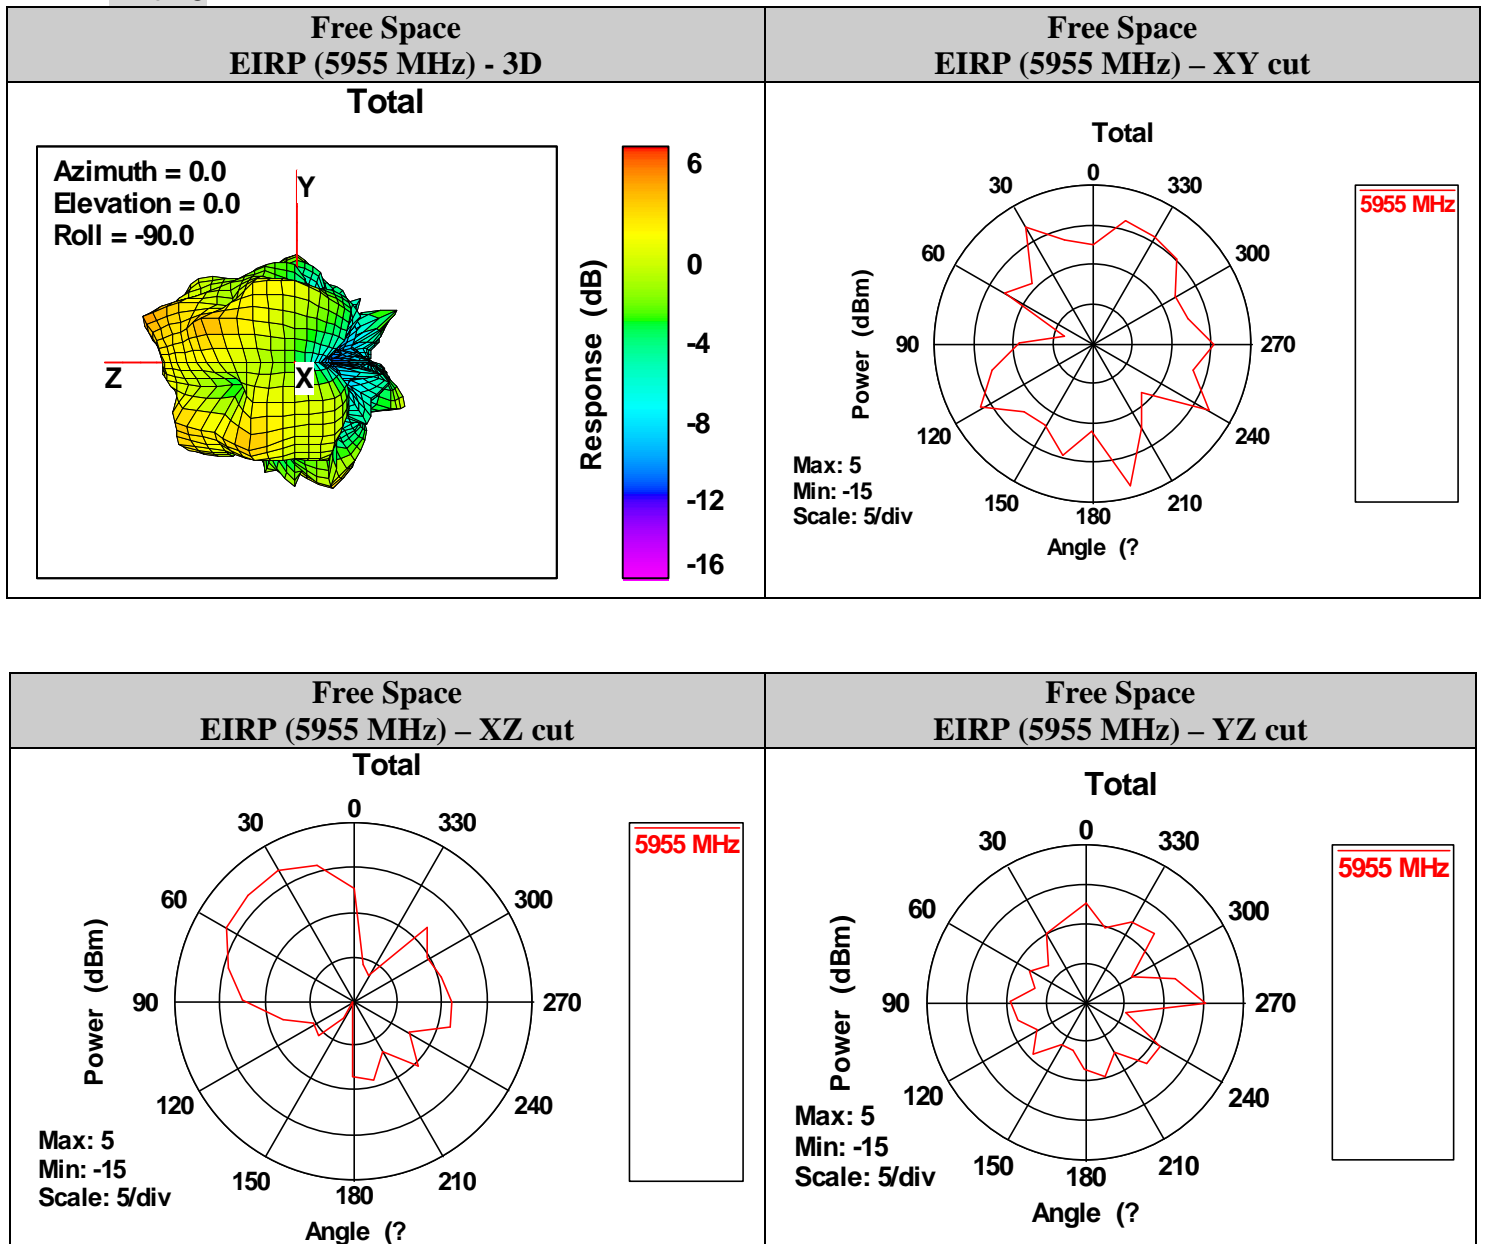 Free Space
EIRP (5955 MHz) - 3D
Total
Azimuth = 0.0
Elevation = 0.0
Roll = -90.0
Y
Z
X
Response (dB)
6
0
-4
-8
-12
-16
Free Space
EIRP (5955 MHz) – XY cut
Total
0
30
330
60
300
90
270
120
240
150
210
180
Power (dBm)
Max: 5
Min: -15
Scale: 5/div
Angle (?
5955 MHz
Free Space
EIRP (5955 MHz) – XZ cut
Total
0
30
330
60
300
90
270
120
240
150
210
180
Power (dBm)
Max: 5
Min: -15
Scale: 5/div
Angle (?
5955 MHz
Free Space
EIRP (5955 MHz) – YZ cut
Total
0
30
330
60
300
90
270
120
240
150
210
180
Power (dBm)
Max: 5
Min: -15
Scale: 5/div
Angle (?
5955 MHz